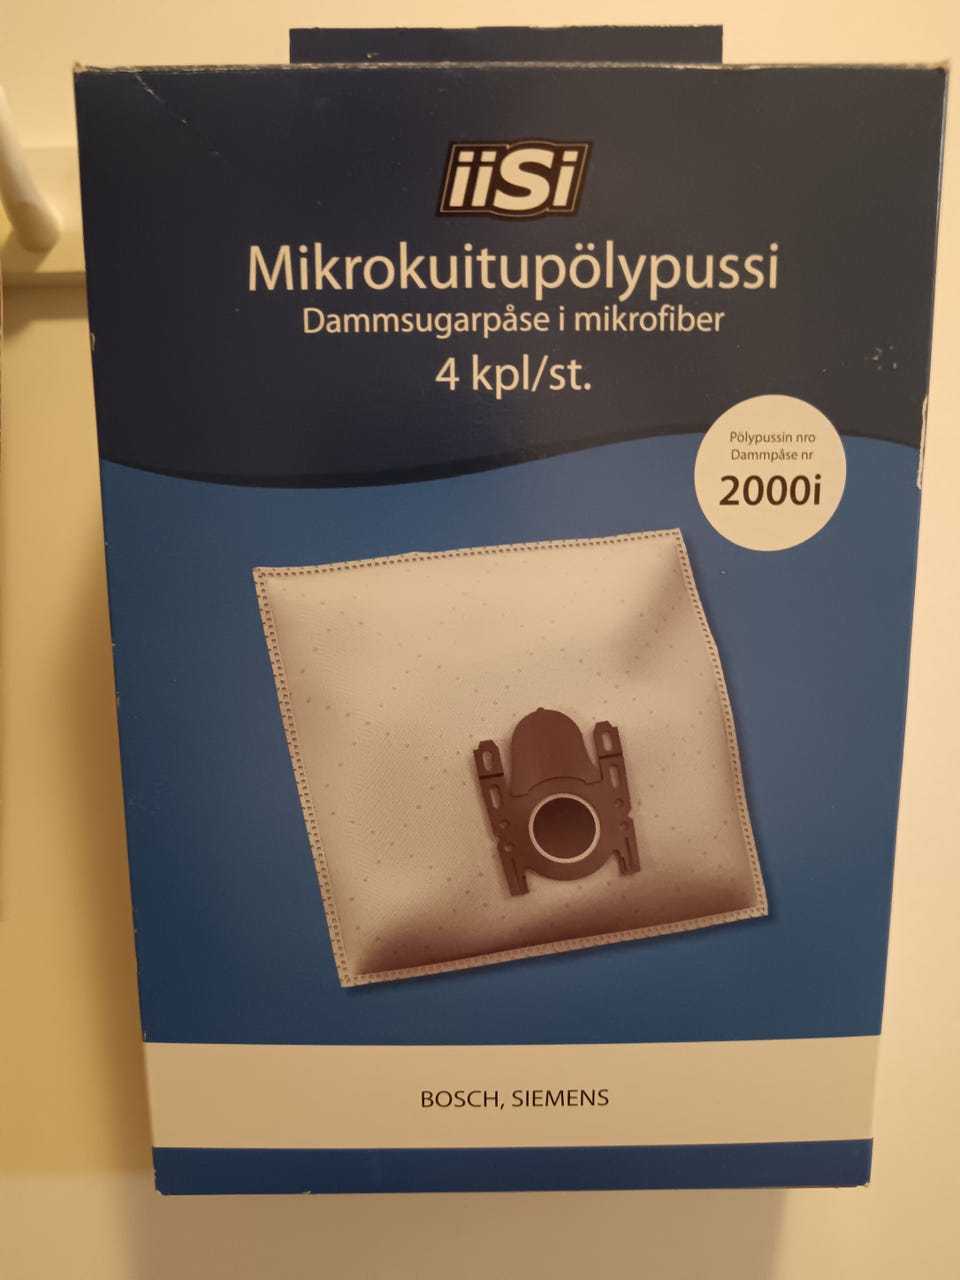 iiSi
Mikrokuitupölypussi
Dammsugarpåse i mikrofiber
4 kpl/st.
Pölypussin nro
Dammpåse nr
2000i
BOSCH, SIEMENS